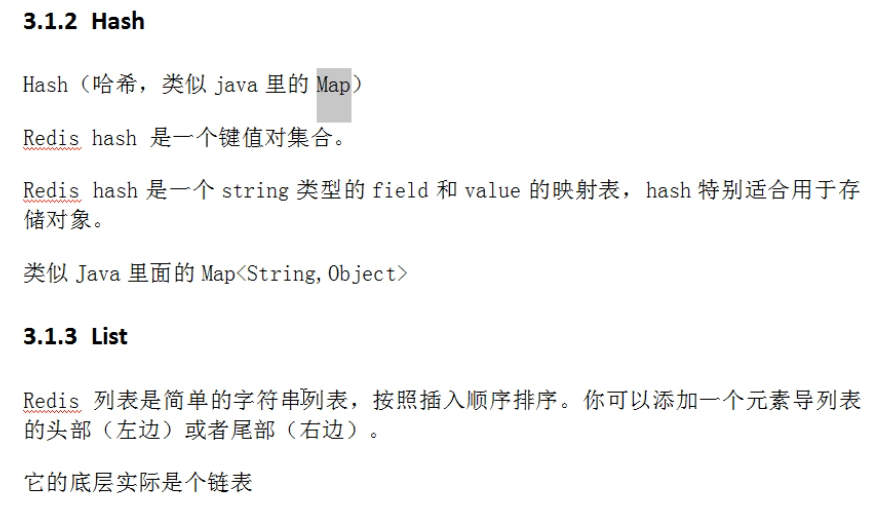 3.1.2 Hash
Hash（哈希，类似 java 里的 Map）
Redis hash 是一个键值对集合。
Redis hash 是一个 string 类型的 field 和 value 的映射表，hash 特别适合用于存
储对象。
类似 Java 里面的 Map<String,Object>
3.1.3 List
Redis 列表是简单的字符串列表，按照插入顺序排序。你可以添加一个元素导列表
的头部（左边）或者尾部（右边）。
它的底层实际是个链表